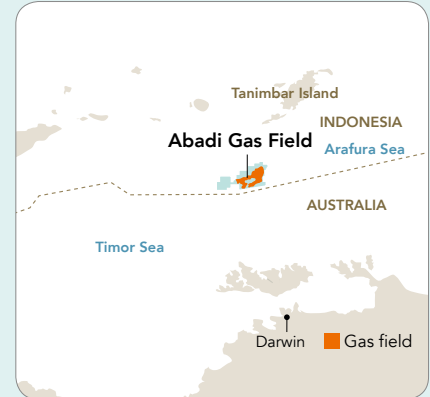 Tanimbar Island
INDONESIA
Abadi Gas Field
Arafura Sea
AUSTRALIA
Timor Sea
Darwin
Gas field